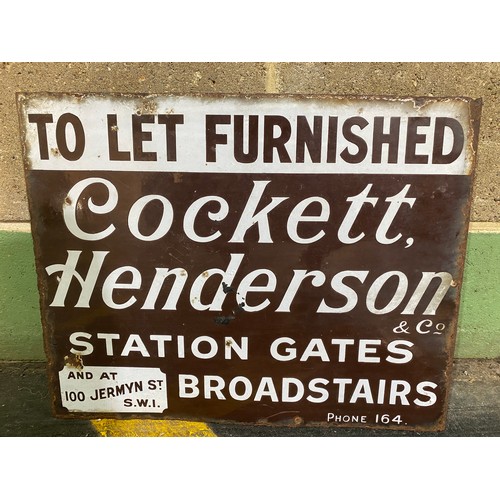 TO LET FURNISHED
Cockett,
Henderson
& Co
STATION GATES
AND AT
100 JERMYN ST
S.W.1.
BROADSTAIRS
PHONE 164.